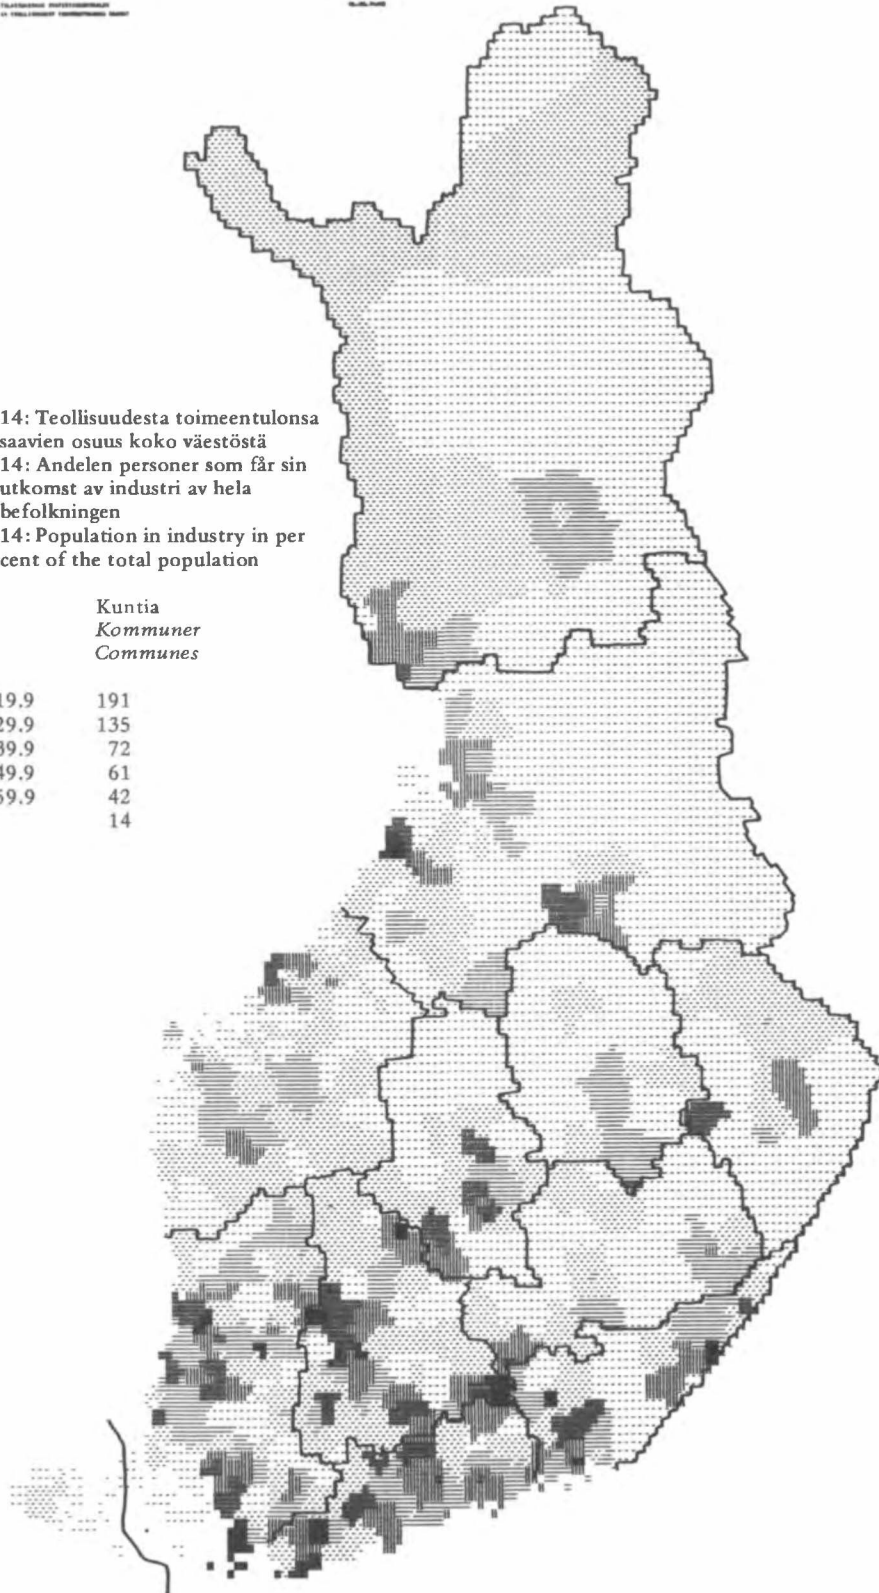 14: Teollisuudesta toimeentulonsa
saavien osuus koko väestöstä
14: Andelen personer som får sin
utkomst av industri av hela
befolkningen
14: Population in industry in per
cent of the total population
Kuntia
Kommuner
Communes
19.9 191
29.9 135
39.9 72
49.9 61
59.9 42
14